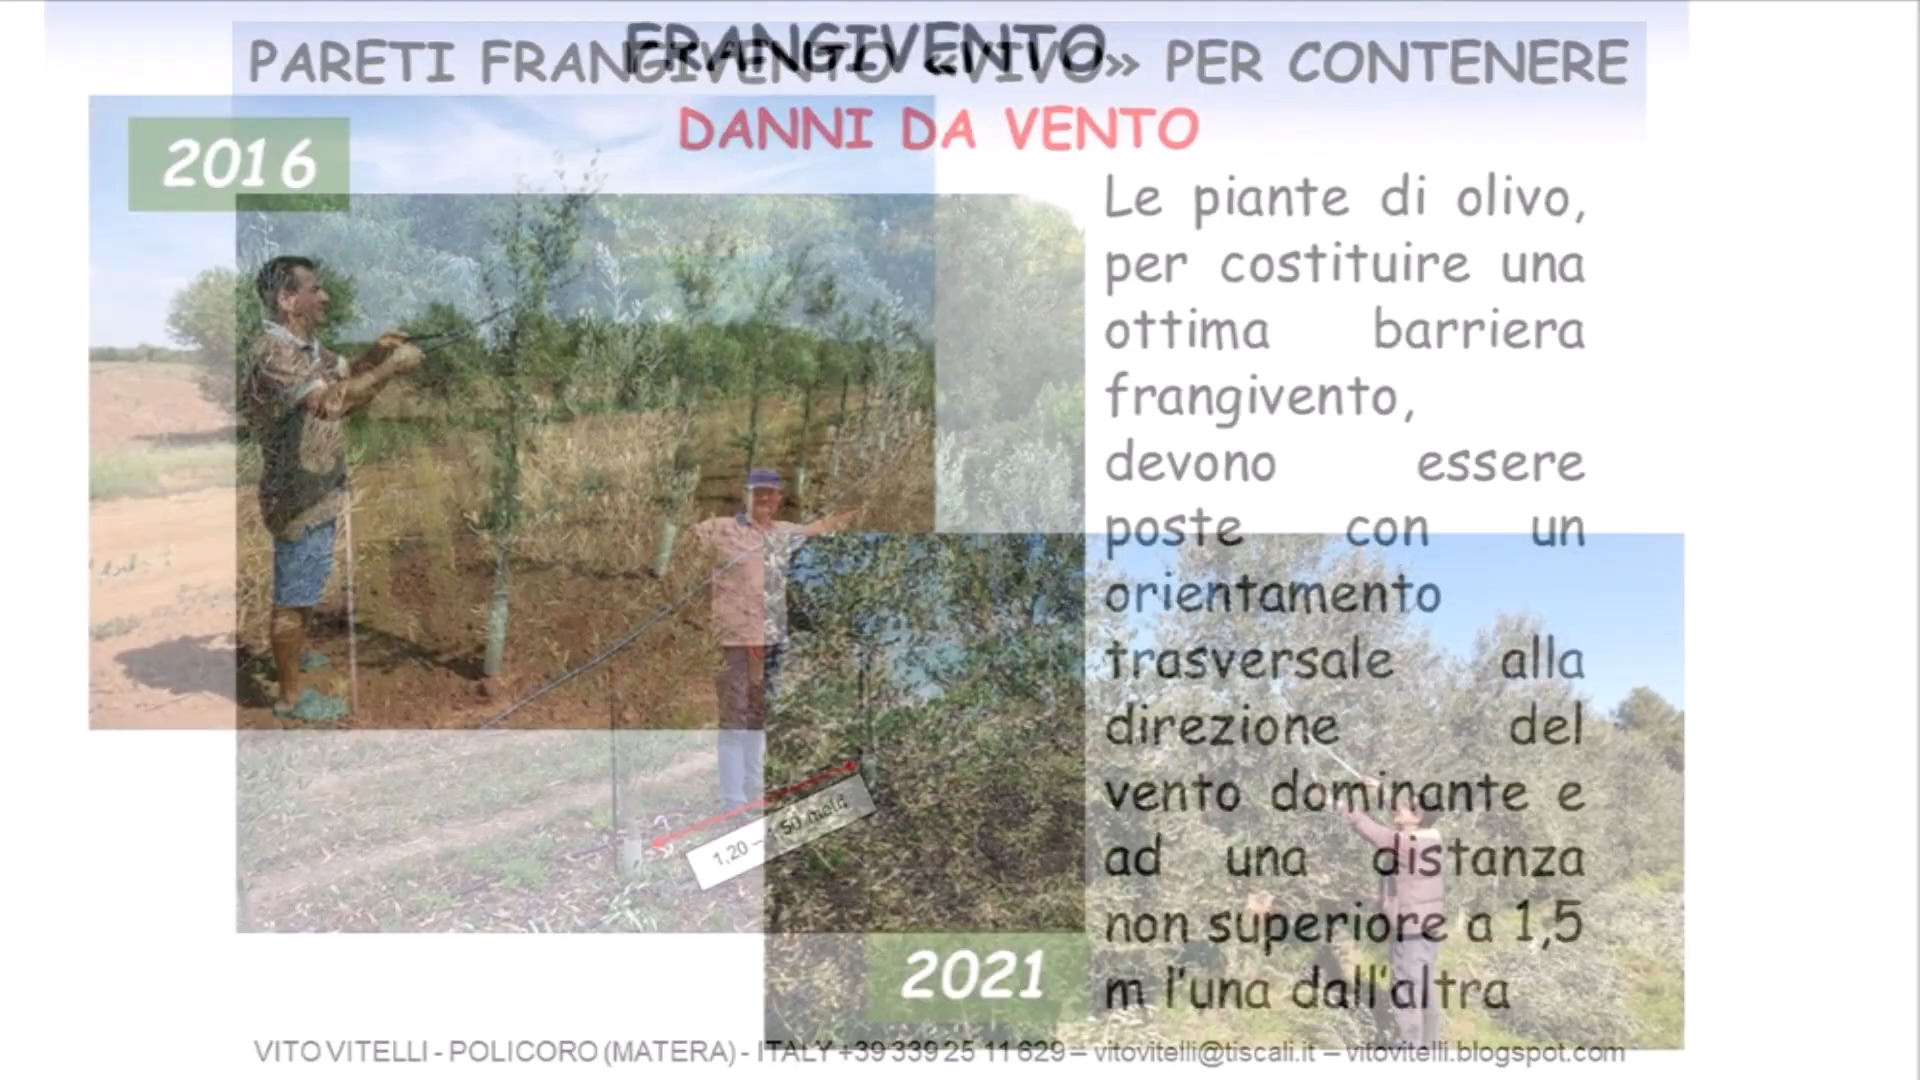 FRANGIVENTO
PARETI FRANGIVENTO «VIVO» PER CONTENERE
DANNI DA VENTO
2016
Le piante di olivo,
per costituire una
ottima barriera
frangivento,
devono essere
poste con un
orientamento
trasversale alla
direzione del
vento dominante e
ad una distanza
non superiore a 1,5
m l'una dall'altra
1,20 – 1,50 metri
2021
VITO VITELLI - POLICORO (MATERA) - ITALY +39 339 25 11 629 – vitovitelli@tiscali.it – vitovitelli.blogspot.com